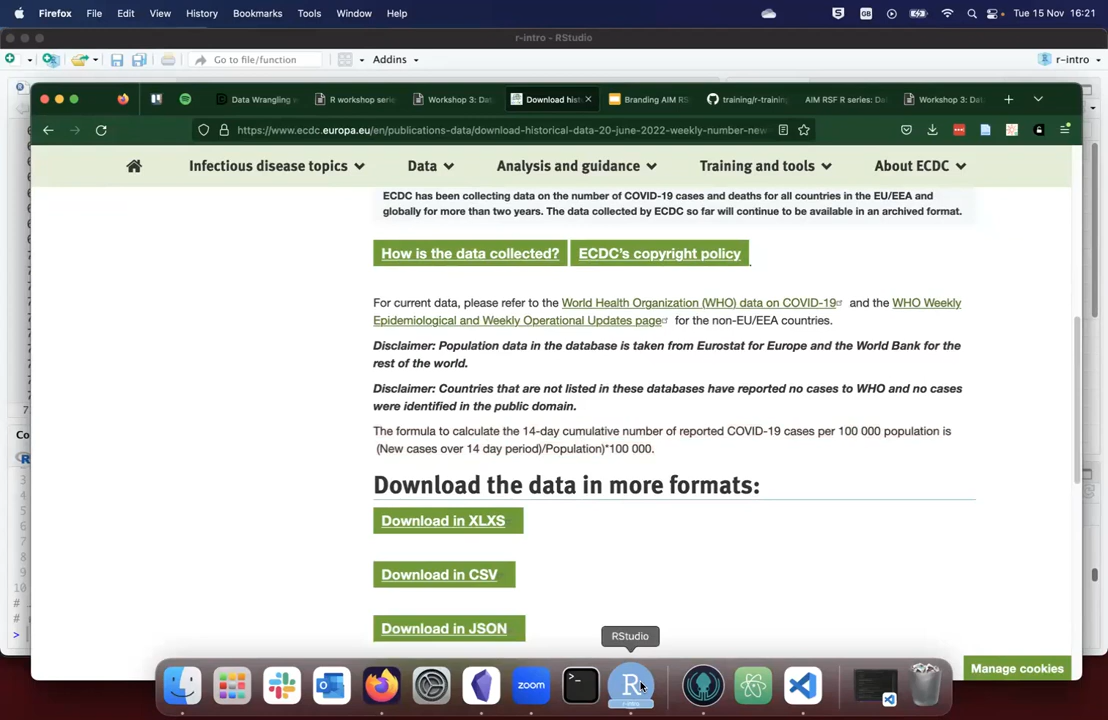 Firefox File Edit View History Bookmarks Tools Window Help Tue 15 Nov 16:21
r-intro - RStudio
Go to file/function Addins r-intro
Data Wrangling R workshop serie Workshop 3: Dat Download hist Branding AIM RS training/r-training AIM RSF R series: Da Workshop 3: Dat
https://www.ecdc.europa.eu/en/publications-data/download-historical-data-20-june-2022-weekly-number-new
Infectious disease topics Data Analysis and guidance Training and tools About ECDC
ECDC has been collecting data on the number of COVID-19 cases and deaths for all countries in the EU/EEA and
globally for more than two years. The data collected by ECDC so far will continue to be available in an archived format.
How is the data collected? ECDC's copyright policy.
For current data, please refer to the World Health Organization (WHO) data on COVID-19 and the WHO Weekly
Epidemiological and Weekly Operational Updates page for the non-EU/EEA countries.
Disclaimer: Population data in the database is taken from Eurostat for Europe and the World Bank for the
rest of the world.
Disclaimer: Countries that are not listed in these databases have reported no cases to WHO and no cases
were identified in the public domain.
The formula to calculate the 14-day cumulative number of reported COVID-19 cases per 100 000 population is
(New cases over 14 day period)/Population)*100 000.
Download the data in more formats:
Download in XLXS
Download in CSV
Download in JSON
RStudio
Manage cookies
zoom
R
r-intro